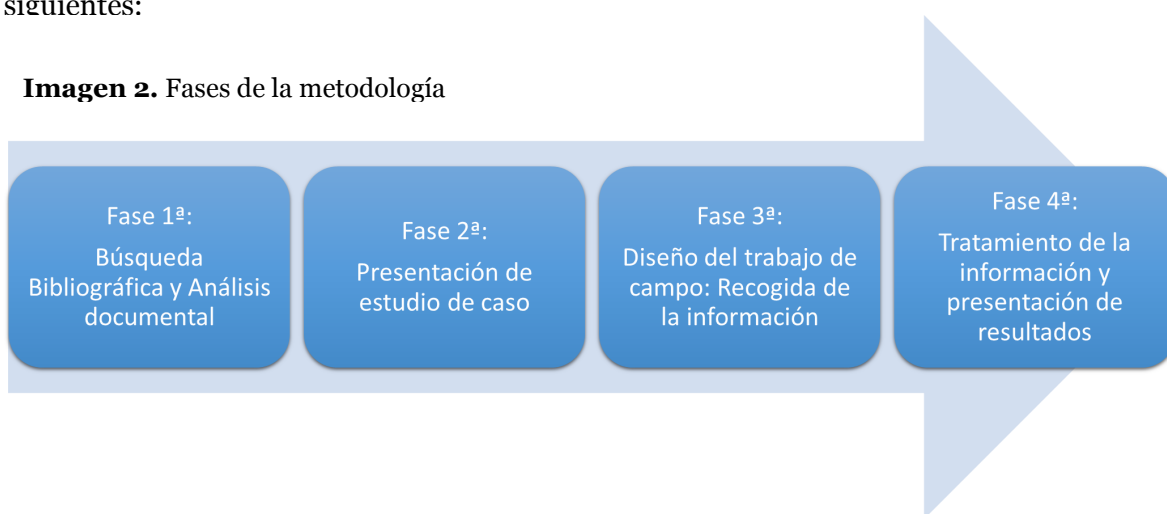 siguientes:
Imagen 2. Fases de la metodología
Fase 1ª:
Búsqueda
Bibliográfica y Análisis
documental
Fase 2ª:
Presentación de
estudio de caso
Fase 3ª:
Diseño del trabajo de
campo: Recogida de
la información
Fase 4ª:
Tratamiento de la
información y
presentación de
resultados